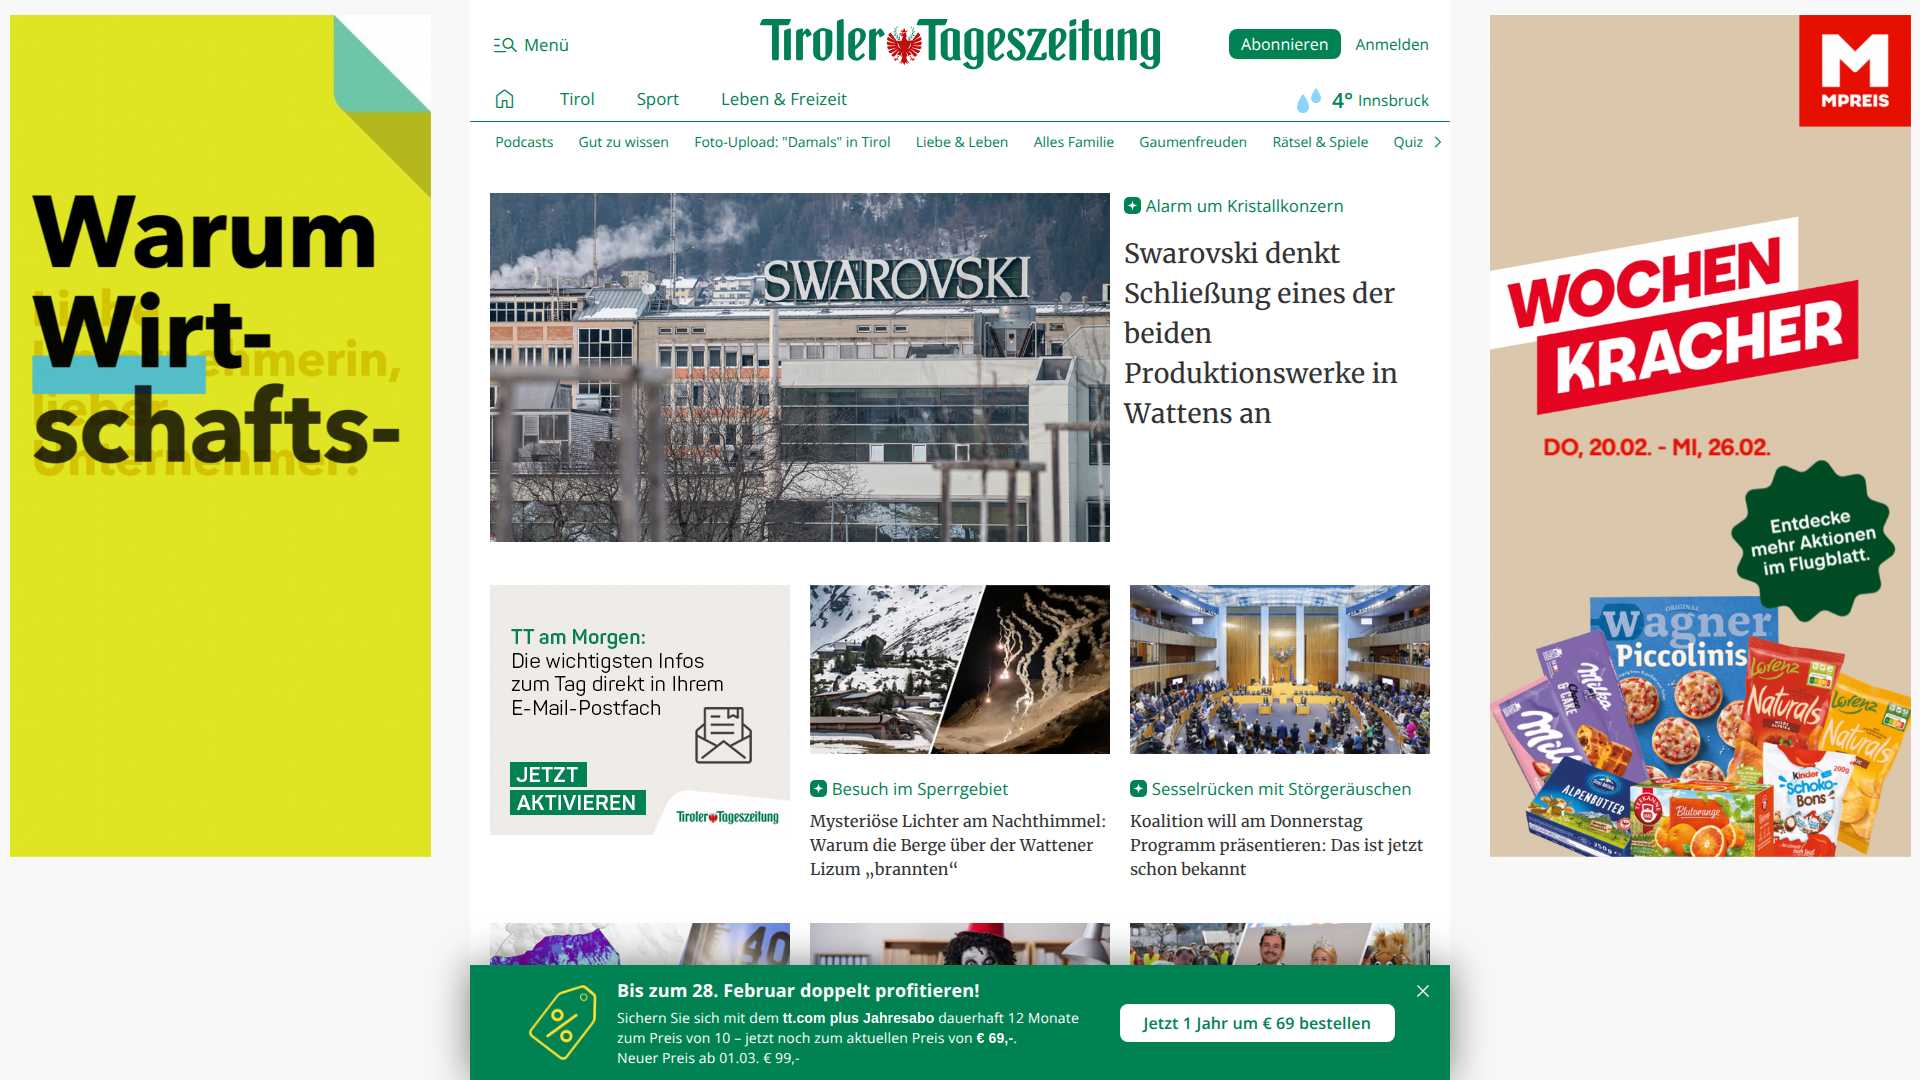 Menü
Tiroler Tageszeitung
Abonnieren
Anmelden
Tirol
Sport
Leben & Freizeit
4° Innsbruck
Podcasts
Gut zu wissen
Foto-Upload: "Damals" in Tirol
Liebe & Leben
Alles Familie
Gaumenfreuden
Rätsel & Spiele
Quiz
Warum
Wirt-
schafts-
SWAROVSKI
Alarm um Kristallkonzern
Swarovski denkt
Schließung eines der
beiden
Produktionswerke in
Wattens an
TT am Morgen:
Die wichtigsten Infos
zum Tag direkt in Ihrem
E-Mail-Postfach
JETZT
AKTIVIEREN
Tiroler Tageszeitung
Besuch im Sperrgebiet
Mysteriöse Lichter am Nachthimmel:
Warum die Berge über der Wattener
Lizum „brannten“
Sesselrücken mit Störgeräuschen
Koalition will am Donnerstag
Programm präsentieren: Das ist jetzt
schon bekannt
40
Bis zum 28. Februar doppelt profitieren!
Sichern Sie sich mit dem tt.com plus Jahresabo dauerhaft 12 Monate
zum Preis von 10 – jetzt noch zum aktuellen Preis von € 69,-.
Neuer Preis ab 01.03. € 99,-
Jetzt 1 Jahr um € 69 bestellen
M
MPREIS
WOCHEN
KRACHER
DO, 20.02. - MI, 26.02.
Entdecke
mehr Aktionen
im Flugblatt.
ORIGINAL
Wagner
Piccolinis
Milka
Lorenz
Naturals
Lorenz
Naturals
ALPENBUTTER
250g
TEEKANNE
Blutorange
Kinder
Schoko-
Bons
200g